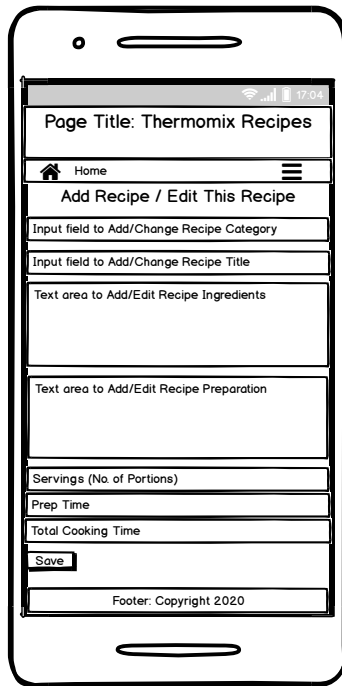 17:04
Page Title: Thermomix Recipes
Home
Add Recipe / Edit This Recipe
Input field to Add/Change Recipe Category
Input field to Add/Change Recipe Title
Text area to Add/Edit Recipe Ingredients
Text area to Add/Edit Recipe Preparation
Servings (No. of Portions)
Prep Time
Total Cooking Time
Save
Footer: Copyright 2020